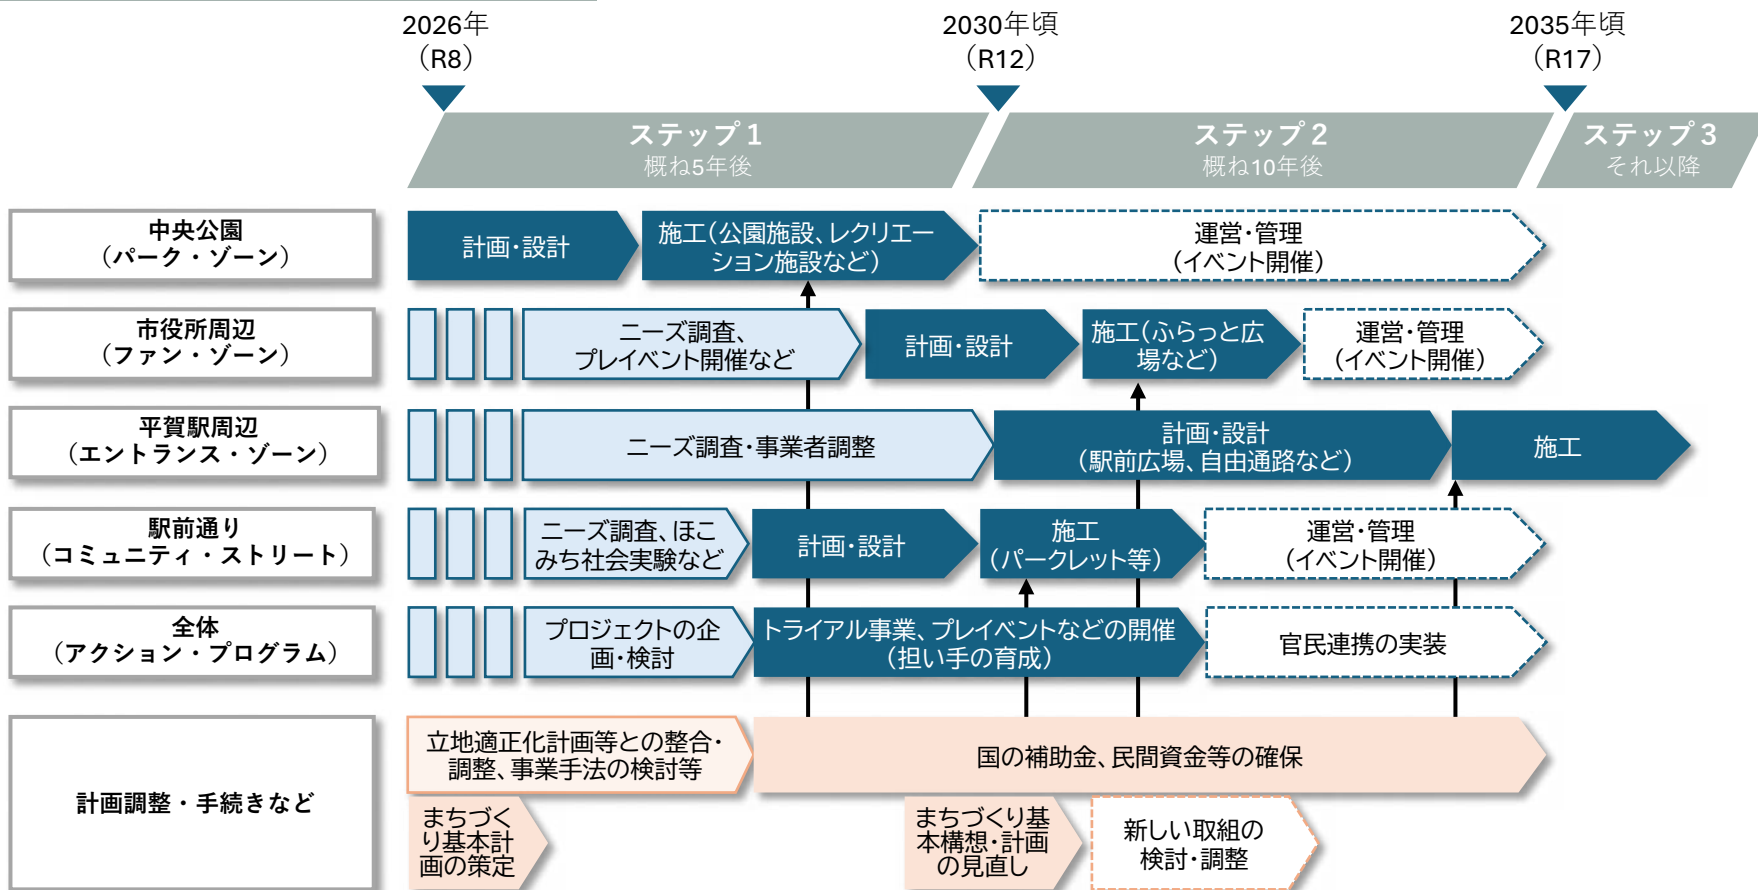 2026年
（R8）
2030年頃
（R12）
2035年頃
（R17）
ステップ１
概ね5年後
ステップ２
概ね10年後
ステップ３
それ以降
中央公園
（パーク・ゾーン）
計画・設計
施工（公園施設、レクリエー
ション施設など）
運営・管理
（イベント開催）
市役所周辺
（ファン・ゾーン）
ニーズ調査、
プレイベント開催など
計画・設計
施工（ふらっと広
場など）
運営・管理
（イベント開催）
平賀駅周辺
（エントランス・ゾーン）
ニーズ調査・事業者調整
計画・設計
（駅前広場、自由通路など）
施工
駅前通り
（コミュニティ・ストリート）
ニーズ調査、ほこ
みち社会実験など
計画・設計
施工
（パークレット等）
運営・管理
（イベント開催）
全体
（アクション・プログラム）
プロジェクトの企
画・検討
トライアル事業、プレイベントなどの開催
（担い手の育成）
官民連携の実装
計画調整・手続きなど
立地適正化計画等との整合・
調整、事業手法の検討等
国の補助金、民間資金等の確保
まちづく
り基本計
画の策定
まちづくり基
本構想・計画
の見直し
新しい取組の
検討・調整